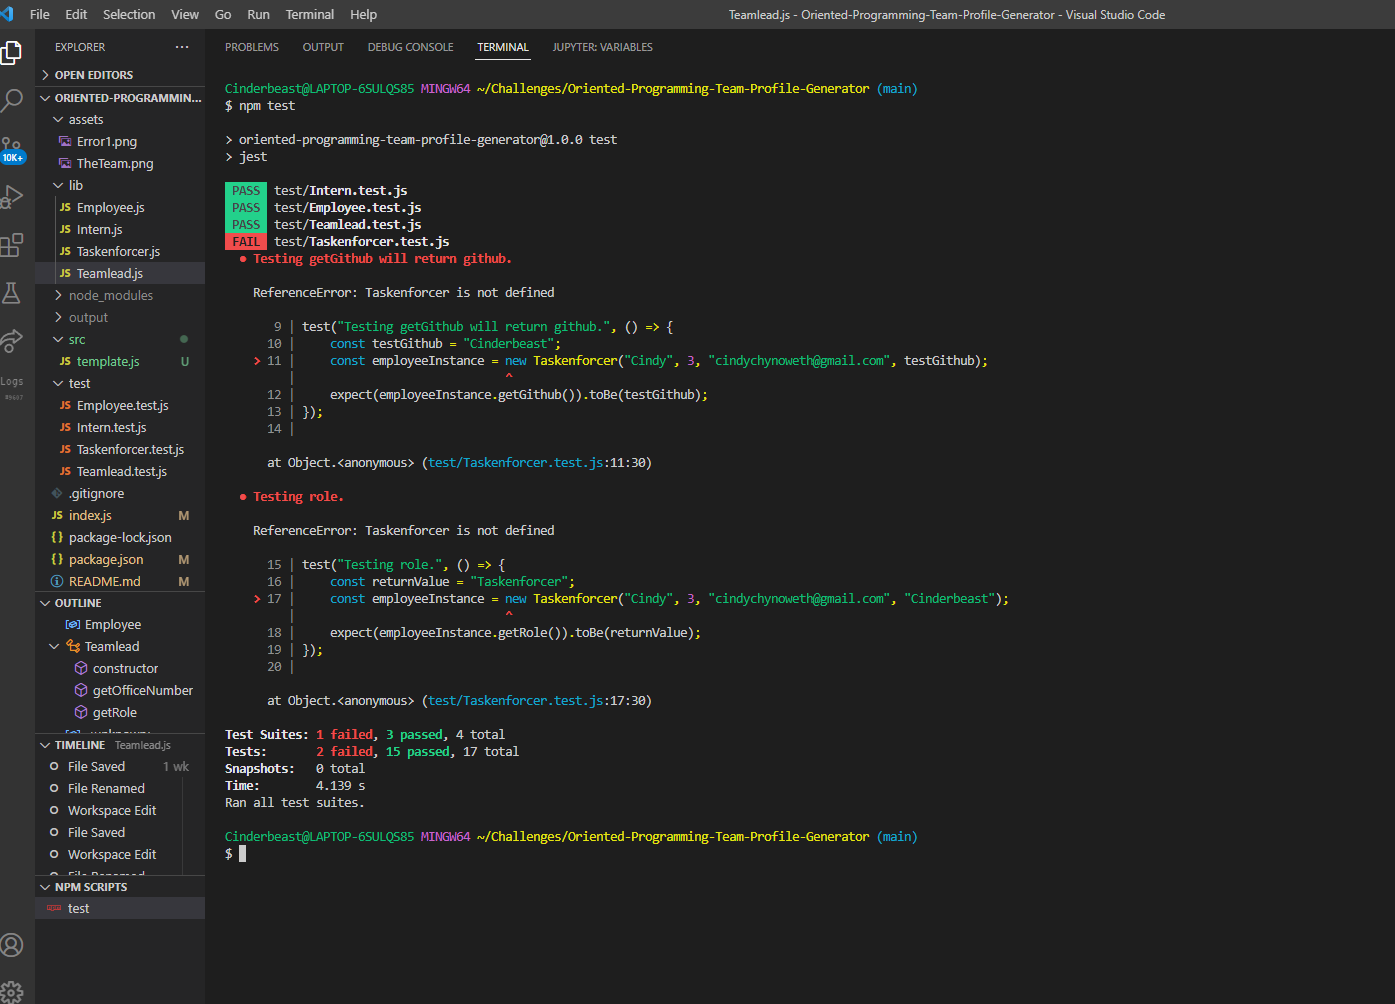 File Edit Selection View Go Run Terminal Help
Teamlead.js - Oriented-Programming-Team-Profile-Generator - Visual Studio Code
EXPLORER ···
OPEN EDITORS
ORIENTED-PROGRAMMIN...
assets
Error1.png
TheTeam.png
lib
JS Employee.js
JS Intern.js
JS Taskenforcer.js
JS Teamlead.js
node_modules
output
src
JS template.js U
test
JS Employee.test.js
JS Intern.test.js
JS Taskenforcer.test.js
JS Teamlead.test.js
.gitignore
JS index.js M
{} package-lock.json
{} package.json M
README.md M
OUTLINE
Employee
Teamlead
constructor
getOfficeNumber
getRole
TIMELINE Teamlead.js
File Saved 1 wk
File Renamed
Workspace Edit
File Saved
Workspace Edit
File Renamed
NPM SCRIPTS
test
10K+
Logs
PROBLEMS OUTPUT DEBUG CONSOLE TERMINAL JUPYTER: VARIABLES
Cinderbeast@LAPTOP-6SULQS85 MINGW64 ~/Challenges/Oriented-Programming-Team-Profile-Generator (main)
$ npm test
> oriented-programming-team-profile-generator@1.0.0 test
> jest
PASS test/Intern.test.js
PASS test/Employee.test.js
PASS test/Teamlead.test.js
FAIL test/Taskenforcer.test.js
● Testing getGithub will return github.
ReferenceError: Taskenforcer is not defined
9 | test("Testing getGithub will return github.", () => {
10 | const testGithub = "Cinderbeast";
> 11 | const employeeInstance = new Taskenforcer("Cindy", 3, "cindychynoweth@gmail.com", testGithub);
| ^
12 | expect(employeeInstance.getGithub()).toBe(testGithub);
13 | });
14 |
at Object.<anonymous> (test/Taskenforcer.test.js:11:30)
● Testing role.
ReferenceError: Taskenforcer is not defined
15 | test("Testing role.", () => {
16 | const returnValue = "Taskenforcer";
> 17 | const employeeInstance = new Taskenforcer("Cindy", 3, "cindychynoweth@gmail.com", "Cinderbeast");
| ^
18 | expect(employeeInstance.getRole()).toBe(returnValue);
19 | });
20 |
at Object.<anonymous> (test/Taskenforcer.test.js:17:30)
Test Suites: 1 failed, 3 passed, 4 total
Tests: 2 failed, 15 passed, 17 total
Snapshots: 0 total
Time: 4.139 s
Ran all test suites.
Cinderbeast@LAPTOP-6SULQS85 MINGW64 ~/Challenges/Oriented-Programming-Team-Profile-Generator (main)
$